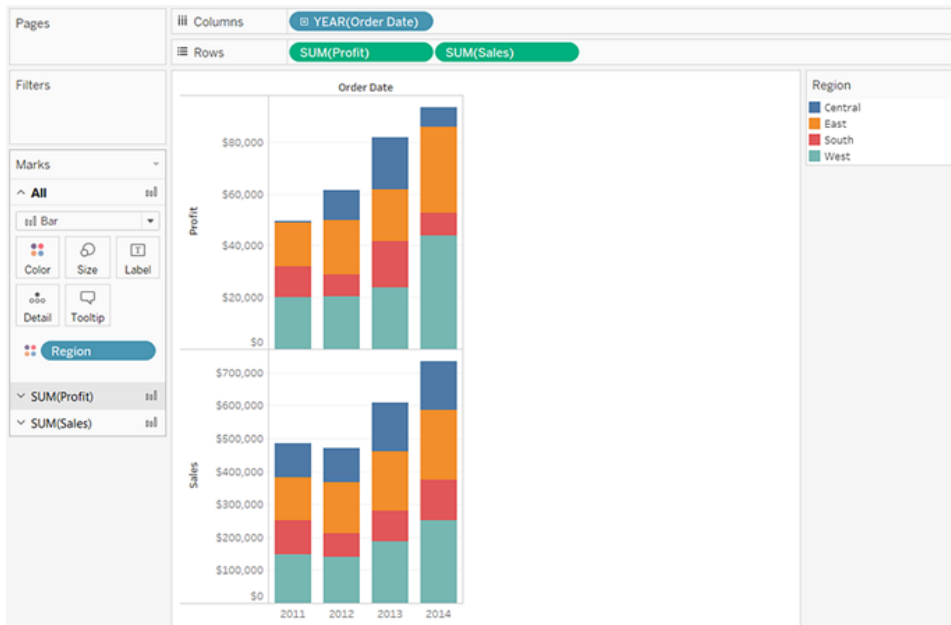 Pages
Columns
YEAR(Order Date)
Rows
SUM(Profit)
SUM(Sales)
Filters
Marks
All
Bar
Color
Size
Label
Detail
Tooltip
Region
SUM(Profit)
SUM(Sales)
Order Date
Profit
$80,000
$60,000
$40,000
$20,000
$0
Sales
$700,000
$600,000
$500,000
$400,000
$300,000
$200,000
$100,000
$0
2011
2012
2013
2014
Region
Central
East
South
West